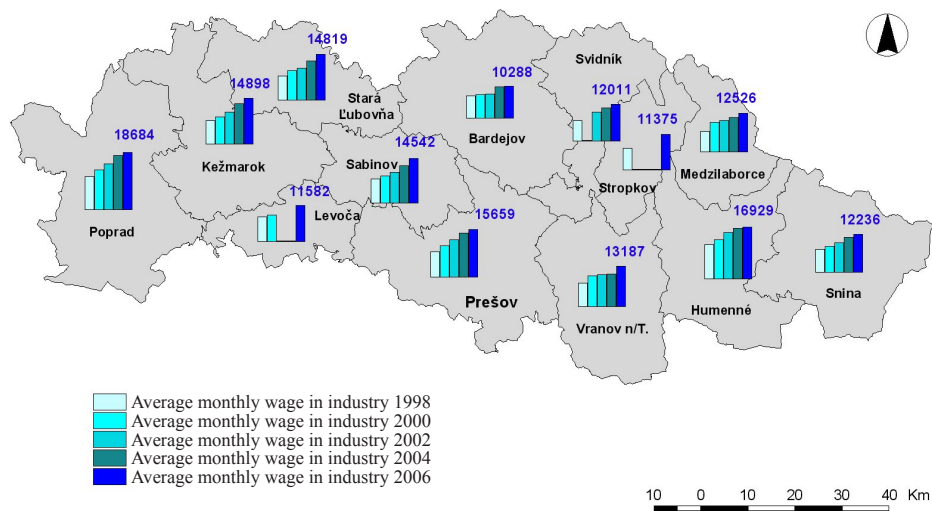 14819
Svidník
14898
10288
12011
12526
Stará
Ľubovňa
11375
18684
Bardejov
14542
Kežmarok
Sabinov
Stropkov
Medzilaborce
11582
Levoča
Poprad
15659
16929
12236
13187
Prešov
Snina
Humenné
Vranov n/T.
Average monthly wage in industry 1998
Average monthly wage in industry 2000
Average monthly wage in industry 2002
Average monthly wage in industry 2004
Average monthly wage in industry 2006
10 0 10 20 30 40 Km